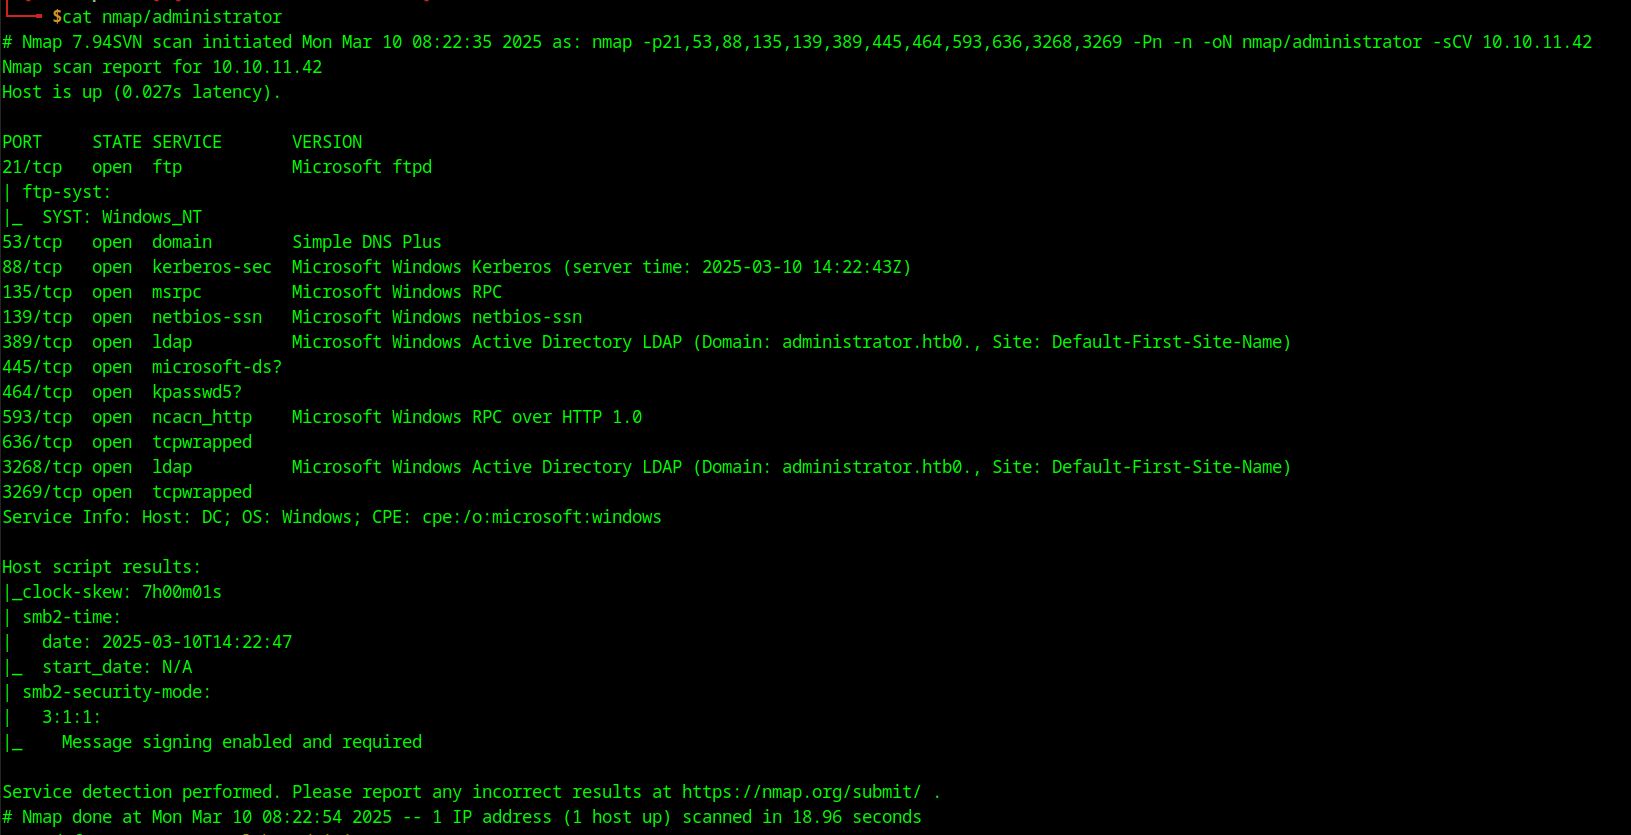 $cat nmap/administrator
# Nmap 7.94SVN scan initiated Mon Mar 10 08:22:35 2025 as: nmap -p21,53,88,135,139,389,445,464,593,636,3268,3269 -Pn -n -oN nmap/administrator -sCV 10.10.11.42
Nmap scan report for 10.10.11.42
Host is up (0.027s latency).

PORT     STATE SERVICE       VERSION
21/tcp   open  ftp           Microsoft ftpd
| ftp-syst:
|_  SYST: Windows_NT
53/tcp   open  domain        Simple DNS Plus
88/tcp   open  kerberos-sec  Microsoft Windows Kerberos (server time: 2025-03-10 14:22:43Z)
135/tcp  open  msrpc         Microsoft Windows RPC
139/tcp  open  netbios-ssn   Microsoft Windows netbios-ssn
389/tcp  open  ldap          Microsoft Windows Active Directory LDAP (Domain: administrator.htb0., Site: Default-First-Site-Name)
445/tcp  open  microsoft-ds?
464/tcp  open  kpasswd5?
593/tcp  open  ncacn_http    Microsoft Windows RPC over HTTP 1.0
636/tcp  open  tcpwrapped
3268/tcp open  ldap          Microsoft Windows Active Directory LDAP (Domain: administrator.htb0., Site: Default-First-Site-Name)
3269/tcp open  tcpwrapped
Service Info: Host: DC; OS: Windows; CPE: cpe:/o:microsoft:windows

Host script results:
|_clock-skew: 7h00m01s
| smb2-time:
|   date: 2025-03-10T14:22:47
|_  start_date: N/A
| smb2-security-mode:
|   3:1:1:
|_    Message signing enabled and required

Service detection performed. Please report any incorrect results at https://nmap.org/submit/ .
# Nmap done at Mon Mar 10 08:22:54 2025 -- 1 IP address (1 host up) scanned in 18.96 seconds